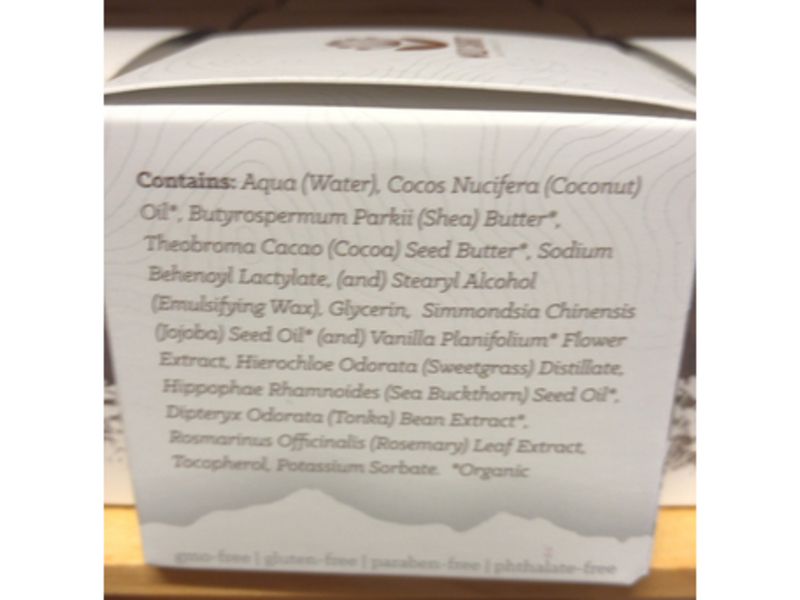 Contains: Aqua (Water), Cocos Nucifera (Coconut)
Oil*, Butyrospermum Parkii (Shea) Butter*,
Theobroma Cacao (Cocoa) Seed Butter*, Sodium
Behenoyl Lactylate, (and) Stearyl Alcohol
(Emulsifying Wax), Glycerin, Simmondsia Chinensis
(Jojoba) Seed Oil* (and) Vanilla Planifolium* Flower
Extract, Hierochloe Odorata (Sweetgrass) Distillate,
Hippophae Rhamnoides (Sea Buckthorn) Seed Oil*,
Dipteryx Odorata (Tonka) Bean Extract*,
Rosmarinus Officinalis (Rosemary) Leaf Extract,
Tocopherol, Potassium Sorbate. *Organic
gmo-free | gluten-free | paraben-free | phthalate-free